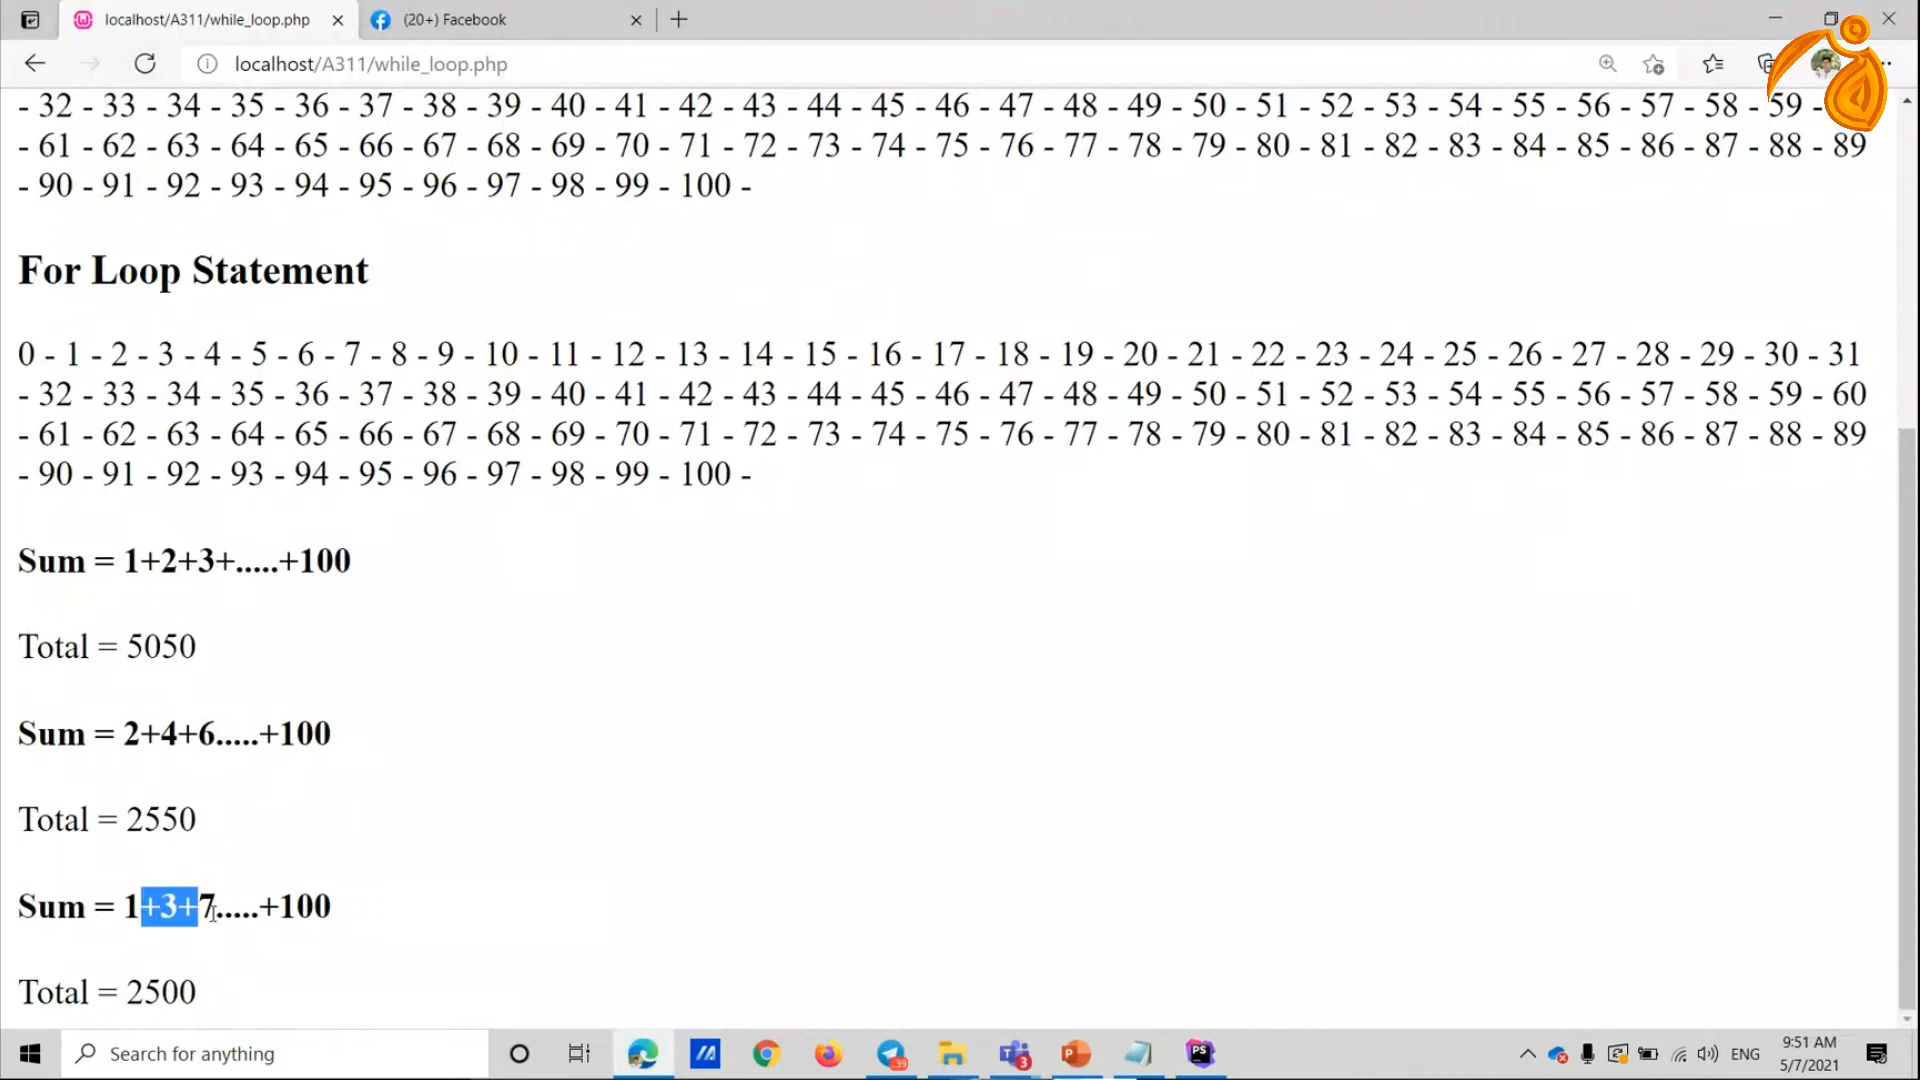 localhost/A311/while_loop.php
(20+) Facebook
localhost/A311/while_loop.php
- 32 - 33 - 34 - 35 - 36 - 37 - 38 - 39 - 40 - 41 - 42 - 43 - 44 - 45 - 46 - 47 - 48 - 49 - 50 - 51 - 52 - 53 - 54 - 55 - 56 - 57 - 58 - 59 -
- 61 - 62 - 63 - 64 - 65 - 66 - 67 - 68 - 69 - 70 - 71 - 72 - 73 - 74 - 75 - 76 - 77 - 78 - 79 - 80 - 81 - 82 - 83 - 84 - 85 - 86 - 87 - 88 - 89
- 90 - 91 - 92 - 93 - 94 - 95 - 96 - 97 - 98 - 99 - 100 -
For Loop Statement
0 - 1 - 2 - 3 - 4 - 5 - 6 - 7 - 8 - 9 - 10 - 11 - 12 - 13 - 14 - 15 - 16 - 17 - 18 - 19 - 20 - 21 - 22 - 23 - 24 - 25 - 26 - 27 - 28 - 29 - 30 - 31
- 32 - 33 - 34 - 35 - 36 - 37 - 38 - 39 - 40 - 41 - 42 - 43 - 44 - 45 - 46 - 47 - 48 - 49 - 50 - 51 - 52 - 53 - 54 - 55 - 56 - 57 - 58 - 59 - 60
- 61 - 62 - 63 - 64 - 65 - 66 - 67 - 68 - 69 - 70 - 71 - 72 - 73 - 74 - 75 - 76 - 77 - 78 - 79 - 80 - 81 - 82 - 83 - 84 - 85 - 86 - 87 - 88 - 89
- 90 - 91 - 92 - 93 - 94 - 95 - 96 - 97 - 98 - 99 - 100 -
Sum = 1+2+3+.....+100
Total = 5050
Sum = 2+4+6.....+100
Total = 2550
Sum = 1+3+7.....+100
Total = 2500
Search for anything
39
3
PS
ENG
9:51 AM
5/7/2021